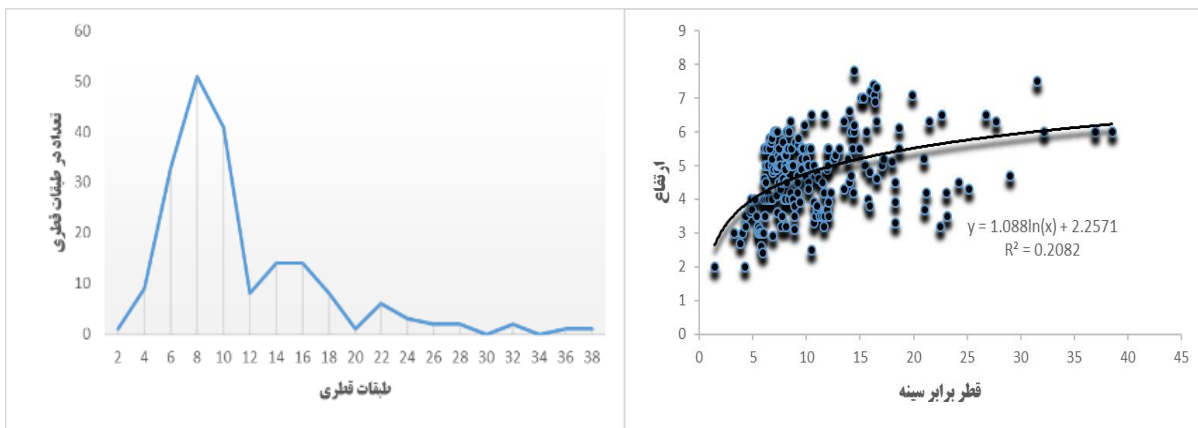 60
50
40
30
20
10
0
تعداد در طبقات قطری
2 4 6 8 10 12 14 16 18 20 22 24 26 28 30 32 34 36 38
طبقات قطری
9
8
7
6
5
4
3
2
1
0
ارتفاع
y = 1.088ln(x) + 2.2571
R² = 0.2082
0 5 10 15 20 25 30 35 40 45
قطر برابر سینه